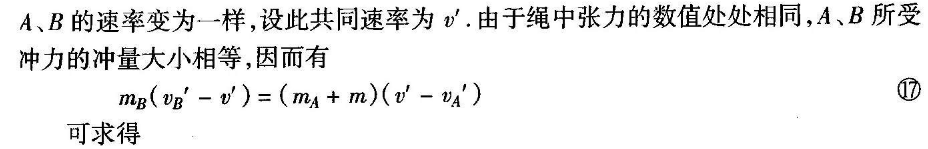 A、B 的速率变为一样,设此共同速率为 v′.由于绳中张力的数值处处相同,A、B 所受
冲力的冲量大小相等,因而有
m_B(v_B′ − v′) = (m_A + m)(v′ − v_A′) ⑰
可求得